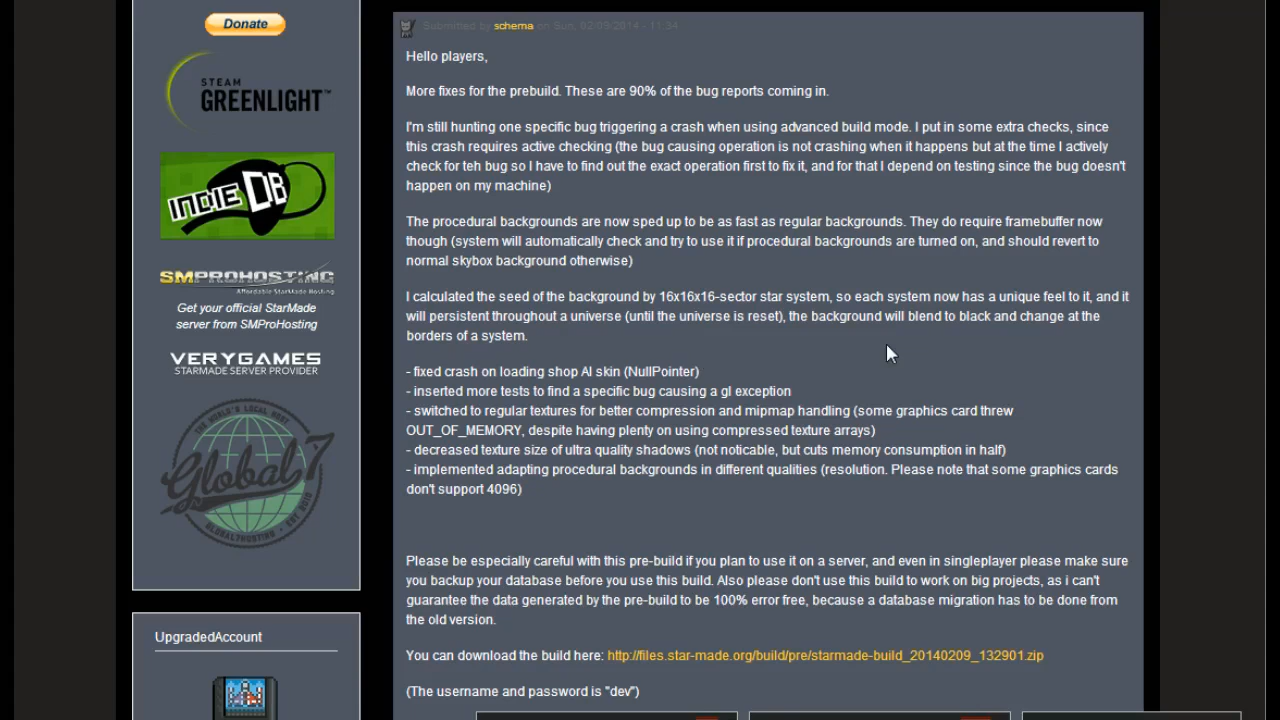 Donate
STEAM
GREENLIGHT™
INDIE DB
SMPROHOSTING
Affordable StarMade Hosting
Get your official StarMade
server from SMProHosting
VERYGAMES
STARMADE SERVER PROVIDER
Global 7
UpgradedAccount
Submitted by schema on Sun, 02/09/2014 - 11:34
Hello players,
More fixes for the prebuild. These are 90% of the bug reports coming in.
I'm still hunting one specific bug triggering a crash when using advanced build mode. I put in some extra checks, since
this crash requires active checking (the bug causing operation is not crashing when it happens but at the time I actively
check for teh bug so I have to find out the exact operation first to fix it, and for that I depend on testing since the bug doesn't
happen on my machine)
The procedural backgrounds are now sped up to be as fast as regular backgrounds. They do require framebuffer now
though (system will automatically check and try to use it if procedural backgrounds are turned on, and should revert to
normal skybox background otherwise)
I calculated the seed of the background by 16x16x16-sector star system, so each system now has a unique feel to it, and it
will persistent throughout a universe (until the universe is reset), the background will blend to black and change at the
borders of a system.
- fixed crash on loading shop AI skin (NullPointer)
- inserted more tests to find a specific bug causing a gl exception
- switched to regular textures for better compression and mipmap handling (some graphics card threw
OUT_OF_MEMORY, despite having plenty on using compressed texture arrays)
- decreased texture size of ultra quality shadows (not noticable, but cuts memory consumption in half)
- implemented adapting procedural backgrounds in different qualities (resolution. Please note that some graphics cards
don't support 4096)
Please be especially careful with this pre-build if you plan to use it on a server, and even in singleplayer please make sure
you backup your database before you use this build. Also please don't use this build to work on big projects, as i can't
guarantee the data generated by the pre-build to be 100% error free, because a database migration has to be done from
the old version.
You can download the build here: http://files.star-made.org/build/pre/starmade-build_20140209_132901.zip
(The username and password is "dev")